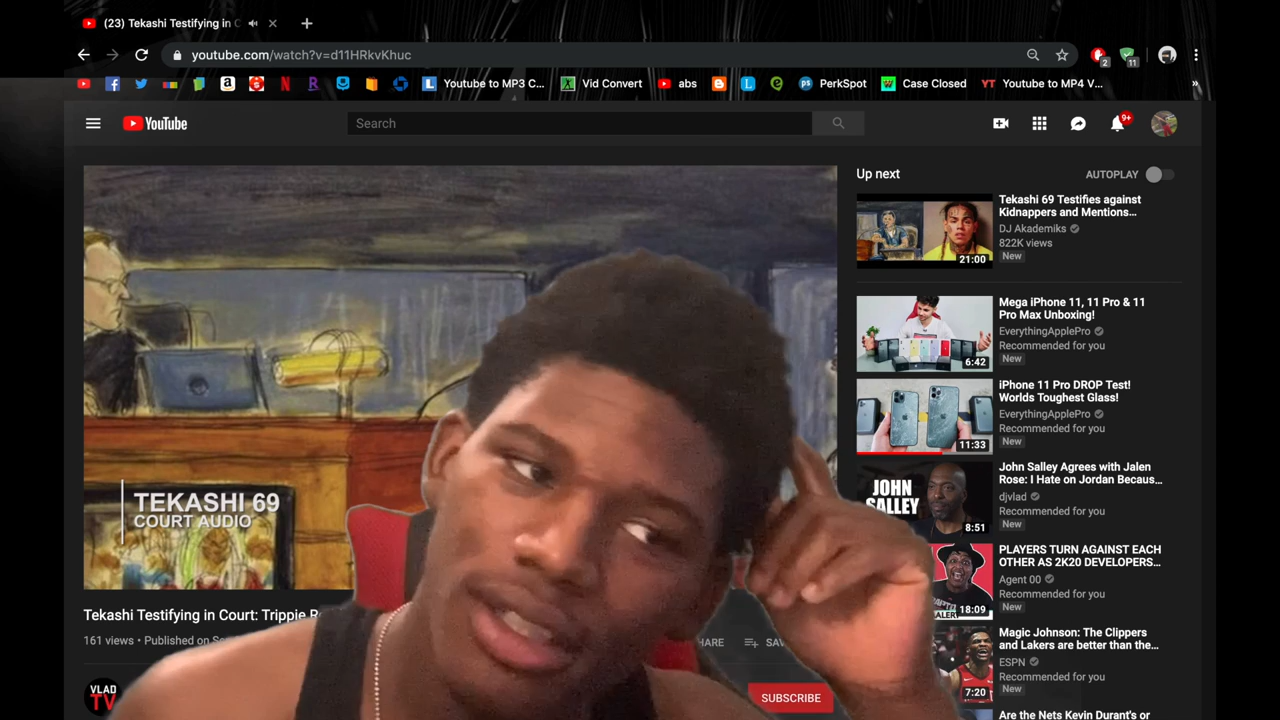 (23) Tekashi Testifying in C
youtube.com/watch?v=d11HRkvKhuc
2
11
Youtube to MP3 C...
Vid Convert
abs
PerkSpot
Case Closed
YT Youtube to MP4 V...
»
YouTube
Search
9+
Up next
AUTOPLAY
Tekashi 69 Testifies against
Kidnappers and Mentions...
DJ Akademiks
822K views
New
21:00
Mega iPhone 11, 11 Pro & 11
Pro Max Unboxing!
EverythingApplePro
Recommended for you
New
6:42
iPhone 11 Pro DROP Test!
Worlds Toughest Glass!
EverythingApplePro
Recommended for you
New
11:33
John Salley Agrees with Jalen
Rose: I Hate on Jordan Becaus...
djvlad
Recommended for you
New
JOHN
SALLEY
8:51
PLAYERS TURN AGAINST EACH
OTHER AS 2K20 DEVELOPERS...
Agent 00
Recommended for you
New
18:09
Magic Johnson: The Clippers
and Lakers are better than the...
ESPN
Recommended for you
New
7:20
Are the Nets Kevin Durant's or
TEKASHI 69
COURT AUDIO
Tekashi Testifying in Court: Trippie R
161 views • Published on Se
HARE
SAV
VLAD
TV
SUBSCRIBE